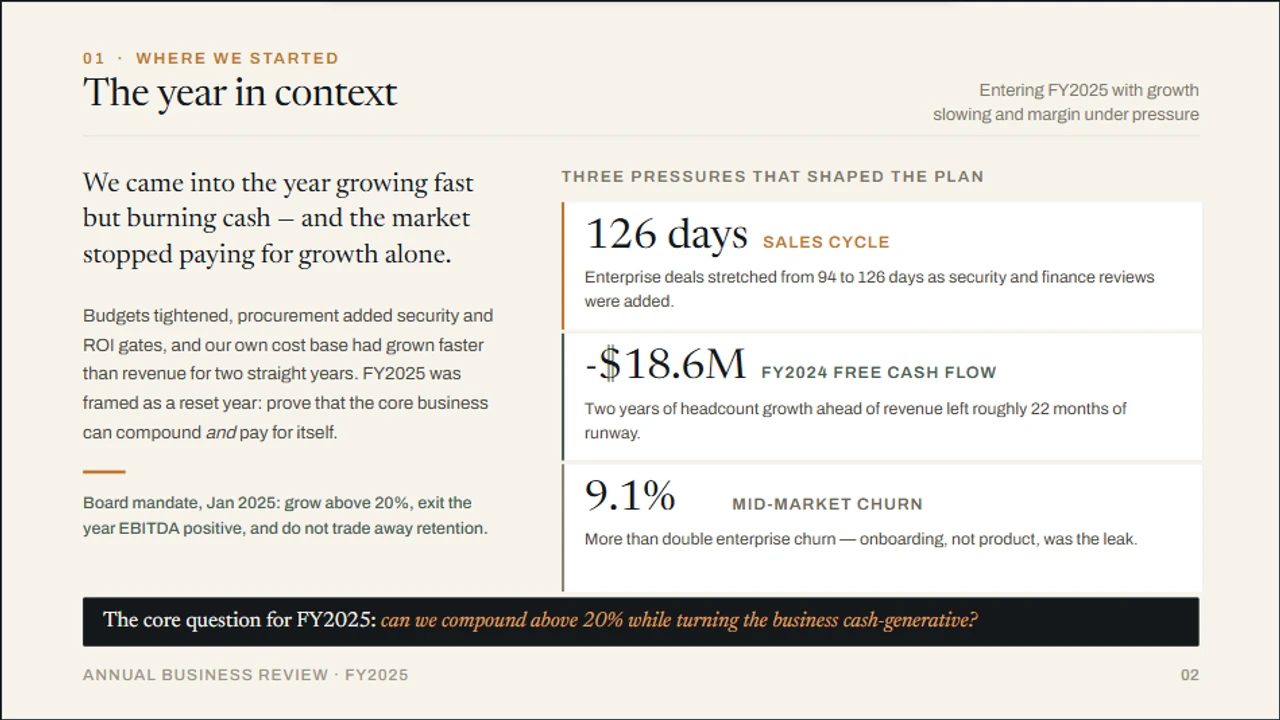 01 · WHERE WE STARTED
The year in context
Entering FY2025 with growth
slowing and margin under pressure
We came into the year growing fast
but burning cash – and the market
stopped paying for growth alone.
Budgets tightened, procurement added security and
ROI gates, and our own cost base had grown faster
than revenue for two straight years. FY2025 was
framed as a reset year: prove that the core business
can compound and pay for itself.
Board mandate, Jan 2025: grow above 20%, exit the
year EBITDA positive, and do not trade away retention.
THREE PRESSURES THAT SHAPED THE PLAN
126 days SALES CYCLE
Enterprise deals stretched from 94 to 126 days as security and finance reviews
were added.
-$18.6M FY2024 FREE CASH FLOW
Two years of headcount growth ahead of revenue left roughly 22 months of
runway.
9.1% MID-MARKET CHURN
More than double enterprise churn — onboarding, not product, was the leak.
The core question for FY2025: can we compound above 20% while turning the business cash-generative?
ANNUAL BUSINESS REVIEW · FY2025
02